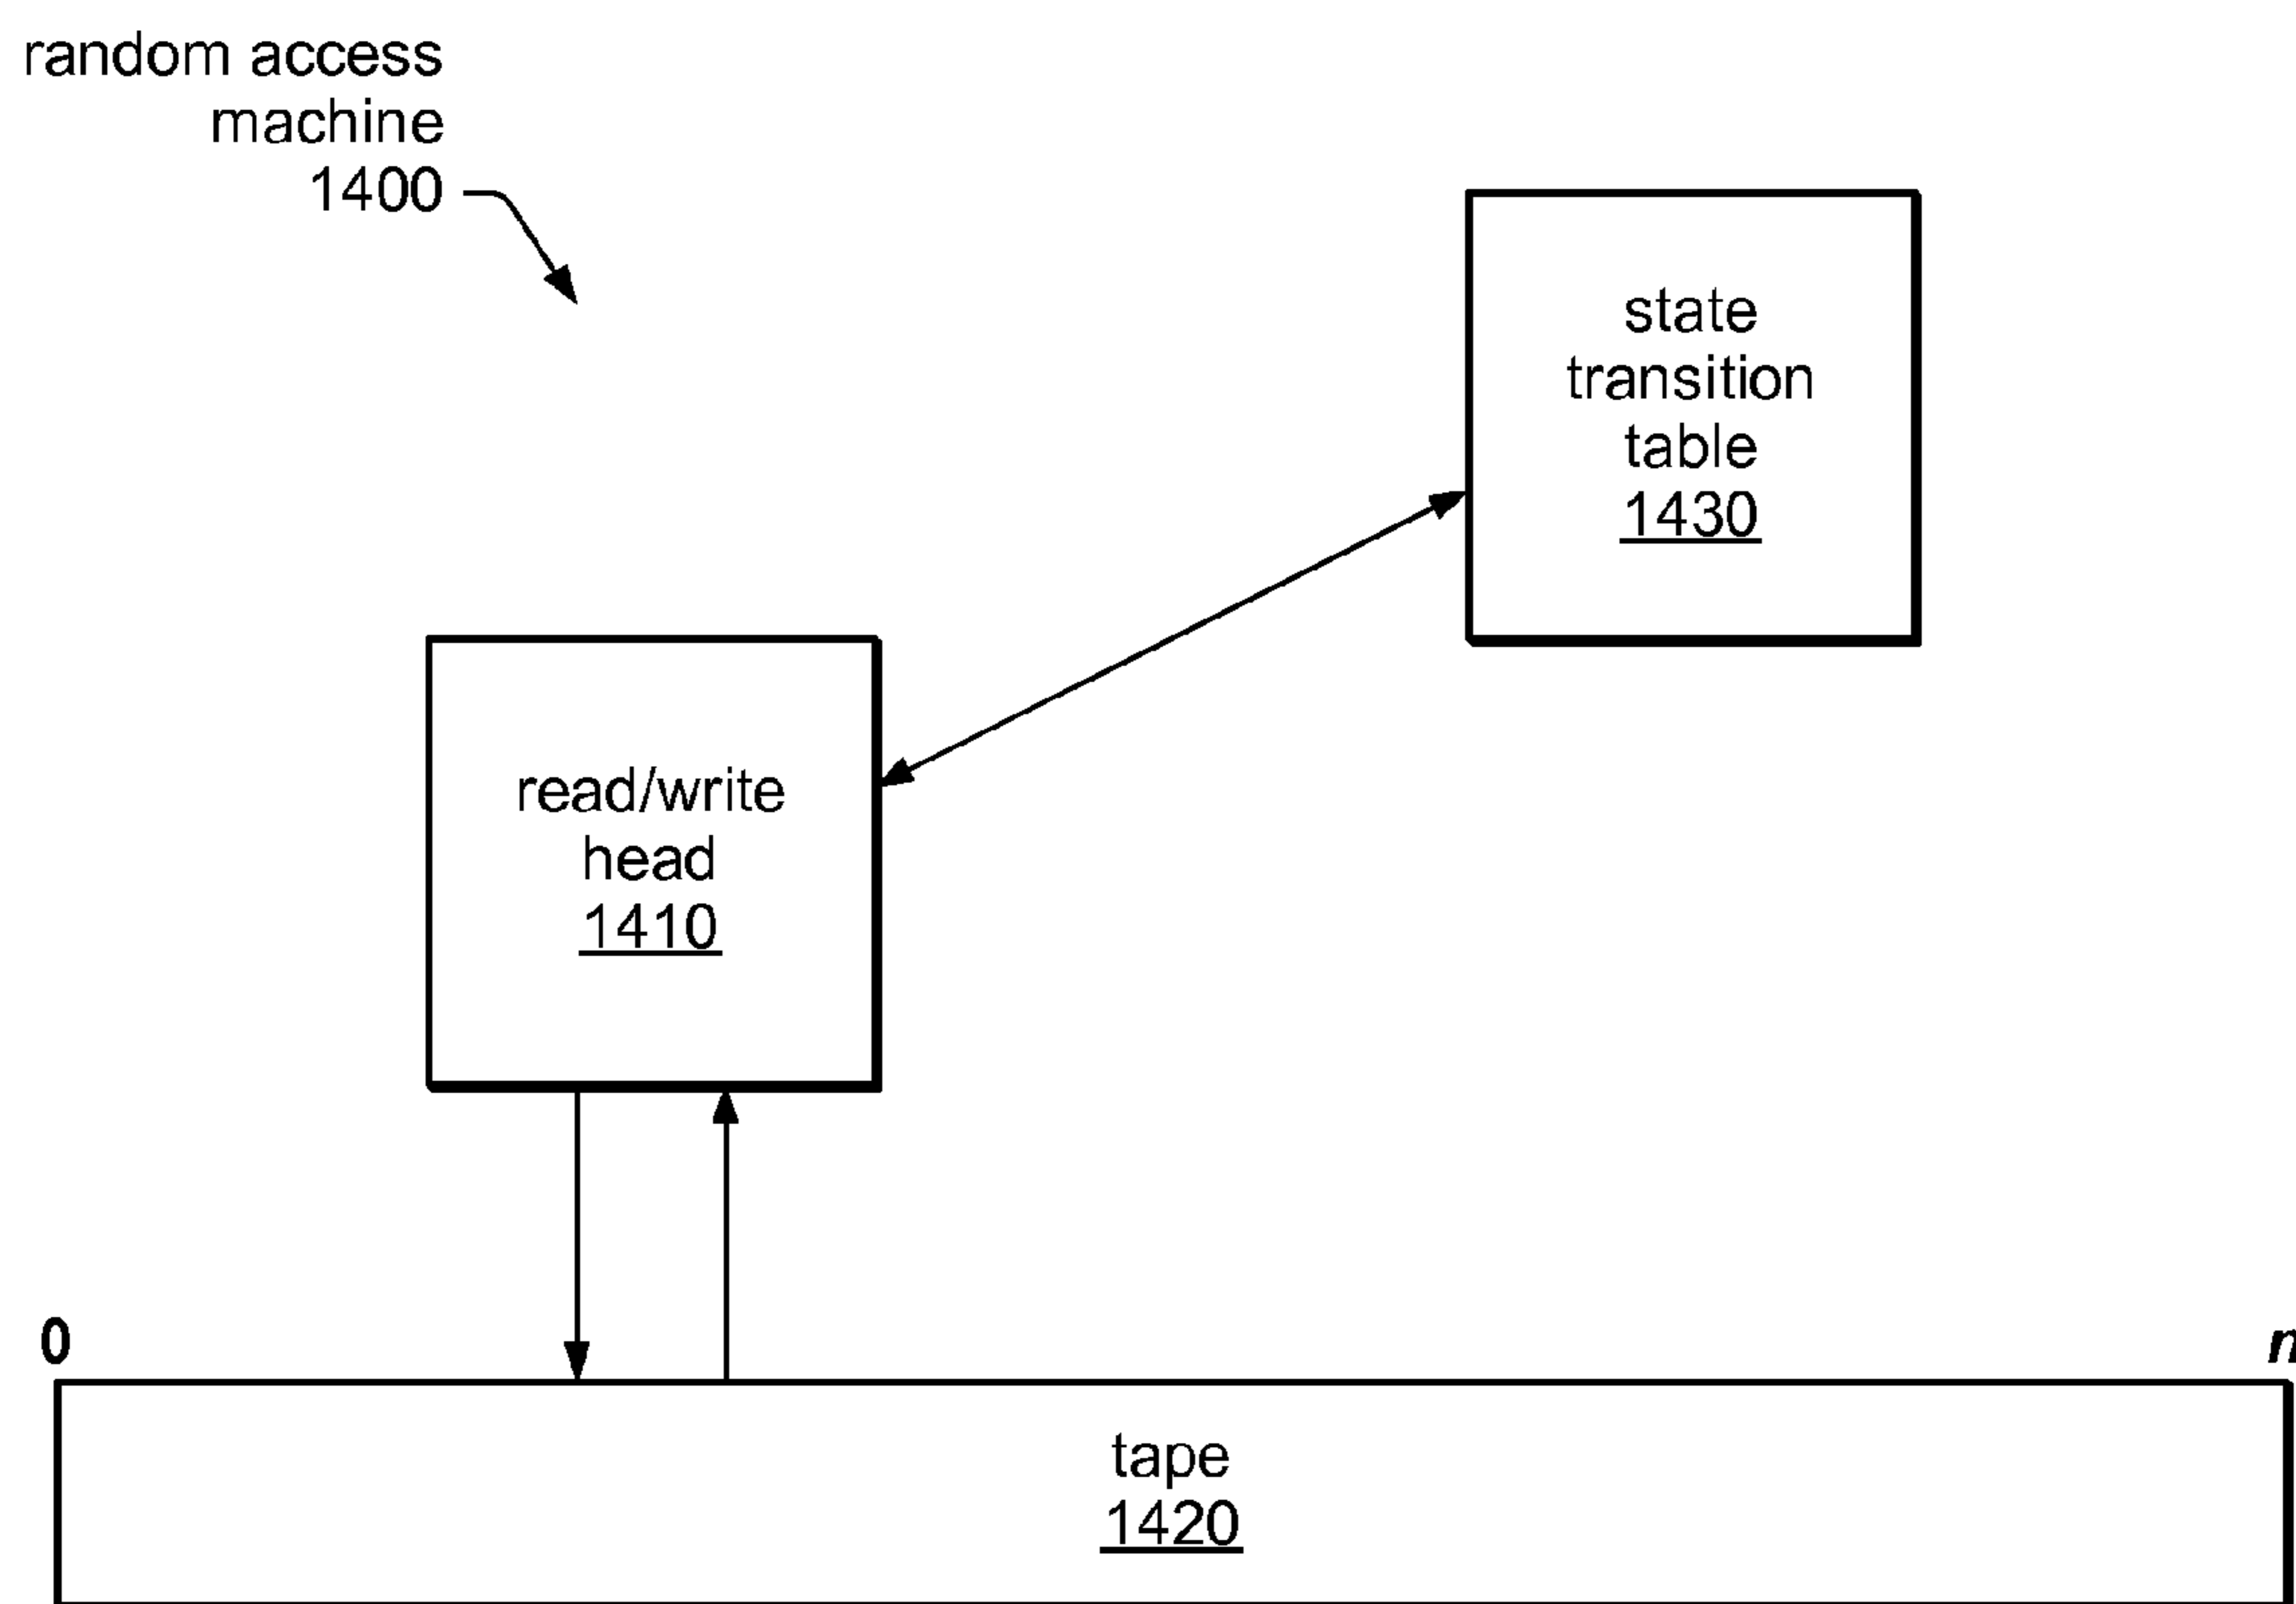 random access
machine
1400
state
transition
table
1430
read/write
head
1410
0
n
tape
1420